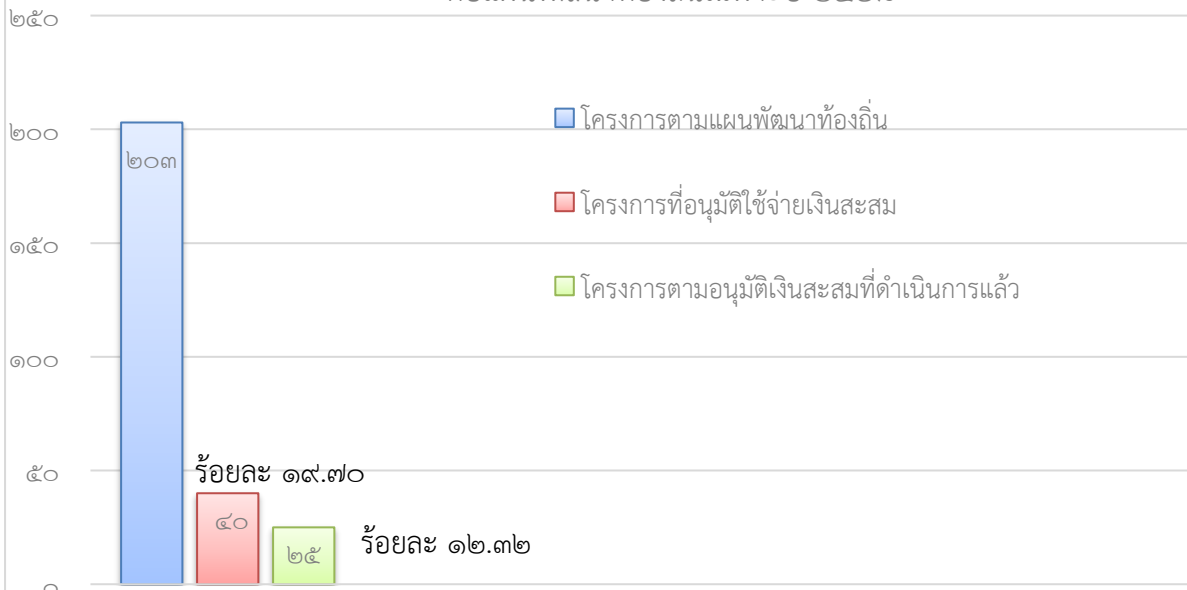 ๒๕๐
๒๐๐
๑๕๐
๑๐๐
๕๐
๒๐๓
๔๐
๒๕
ร้อยละ ๑๙.๗๐
ร้อยละ ๑๒.๓๒
โครงการตามแผนพัฒนาท้องถิ่น
โครงการที่อนุมัติใช้จ่ายเงินสะสม
โครงการตามอนุมัติเงินสะสมที่ดำเนินการแล้ว